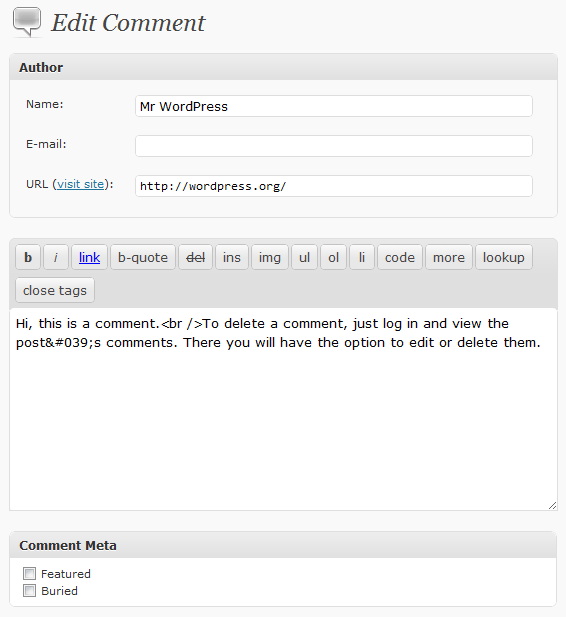 Edit Comment
Author
Name: Mr WordPress
E-mail:
URL (visit site): http://wordpress.org/
b i link b-quote del ins img ul ol li code more lookup
close tags
Hi, this is a comment.<br />To delete a comment, just log in and view the
post&#039;s comments. There you will have the option to edit or delete them.
Comment Meta
Featured
Buried